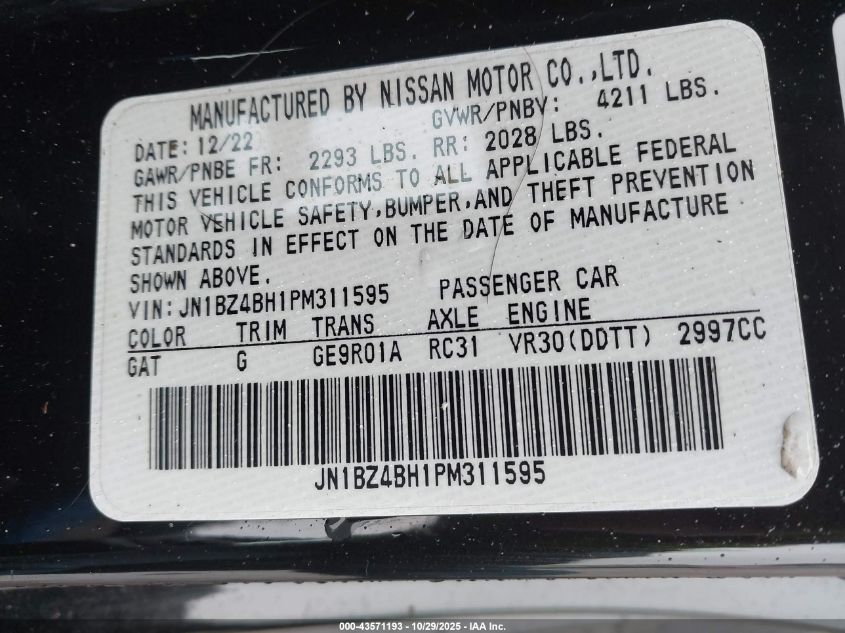 MANUFACTURED BY NISSAN MOTOR CO.,LTD.
DATE: 12/22 GVWR/PNBV: 4211 LBS.
GAWR/PNBE FR: 2293 LBS. RR: 2028 LBS.
THIS VEHICLE CONFORMS TO ALL APPLICABLE FEDERAL
MOTOR VEHICLE SAFETY,BUMPER,AND THEFT PREVENTION
STANDARDS IN EFFECT ON THE DATE OF MANUFACTURE
SHOWN ABOVE.
VIN:JN1BZ4BH1PM311595 PASSENGER CAR
COLOR TRIM TRANS AXLE ENGINE
GAT G GE9R01A RC31 VR30(DDTT) 2997CC
JN1BZ4BH1PM311595
000-43571193 - 10/29/2025 - IAA Inc.